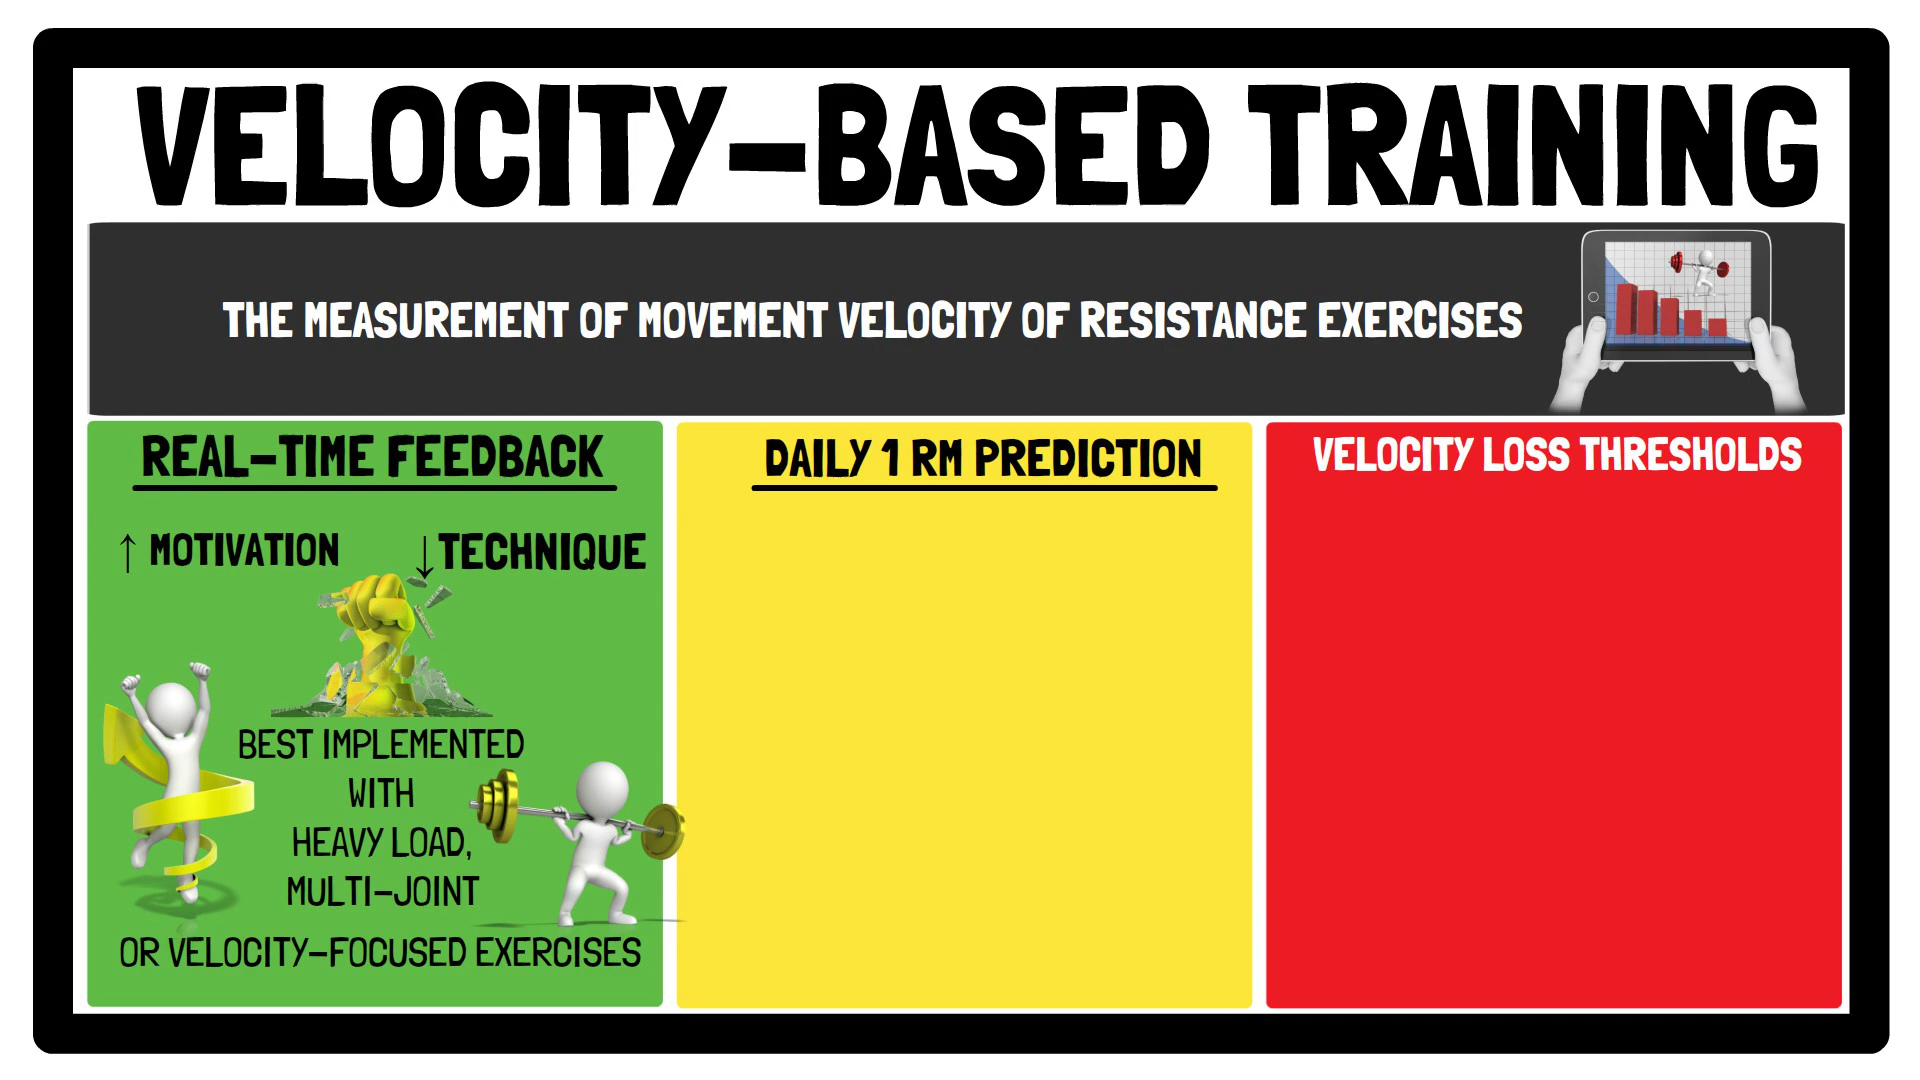 VELOCITY-BASED TRAINING
THE MEASUREMENT OF MOVEMENT VELOCITY OF RESISTANCE EXERCISES
REAL-TIME FEEDBACK
↑ MOTIVATION
↓ TECHNIQUE
BEST IMPLEMENTED
WITH
HEAVY LOAD,
MULTI-JOINT
OR VELOCITY-FOCUSED EXERCISES
DAILY 1 RM PREDICTION
VELOCITY LOSS THRESHOLDS